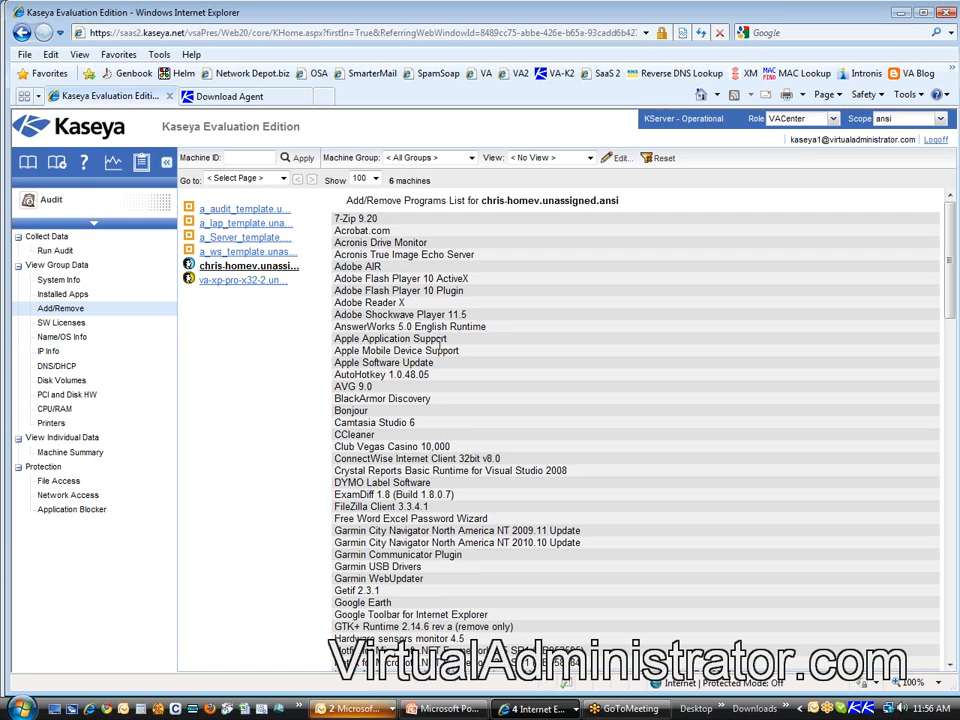 Kaseya Evaluation Edition - Windows Internet Explorer
https://saas2.kaseya.net/vsaPres/Web20/core/KHome.aspx?firstIn=True&ReferringWebWindowId=8489cc75-abbe-426e-b65a-93cadd6b427
Google
File Edit View Favorites Tools Help
Favorites Genbook Helm Network Depot.biz OSA SmarterMail SpamSoap VA VA2 VA-K2 SaaS 2 Reverse DNS Lookup XM MAC Lookup Intronis VA Blog
Kaseya Evaluation Editi... Download Agent Page Safety Tools
Kaseya Kaseya Evaluation Edition KServer - Operational Role VACenter Scope ansi
kaseya1@virtualadministrator.com Logoff
Machine ID: Apply Machine Group: < All Groups > View: < No View > Edit... Reset
Go to: < Select Page > Show 100 6 machines
Audit
Collect Data
Run Audit
View Group Data
System Info
Installed Apps
Add/Remove
SW Licenses
Name/OS Info
IP Info
DNS/DHCP
Disk Volumes
PCI and Disk HW
CPU/RAM
Printers
View Individual Data
Machine Summary
Protection
File Access
Network Access
Application Blocker
a_audit_template.u...
a_lap_template.una...
a_Server_template....
a_ws_template.unas...
chris-homev.unassi...
va-xp-pro-x32-2.un...
Add/Remove Programs List for chris-homev.unassigned.ansi
7-Zip 9.20
Acrobat.com
Acronis Drive Monitor
Acronis True Image Echo Server
Adobe AIR
Adobe Flash Player 10 ActiveX
Adobe Flash Player 10 Plugin
Adobe Reader X
Adobe Shockwave Player 11.5
AnswerWorks 5.0 English Runtime
Apple Application Support
Apple Mobile Device Support
Apple Software Update
AutoHotkey 1.0.48.05
AVG 9.0
BlackArmor Discovery
Bonjour
Camtasia Studio 6
CCleaner
Club Vegas Casino 10,000
ConnectWise Internet Client 32bit v8.0
Crystal Reports Basic Runtime for Visual Studio 2008
DYMO Label Software
ExamDiff 1.8 (Build 1.8.0.7)
FileZilla Client 3.3.4.1
Free Word Excel Password Wizard
Garmin City Navigator North America NT 2009.11 Update
Garmin City Navigator North America NT 2010.10 Update
Garmin Communicator Plugin
Garmin USB Drivers
Garmin WebUpdater
Getif 2.3.1
Google Earth
Google Toolbar for Internet Explorer
GTK+ Runtime 2.14.6 rev a (remove only)
Hardware sensors monitor 4.5
VirtualAdministrator.com
Internet | Protected Mode: Off 100%
2 Microsof... Microsoft Po... 4 Internet E... GoToMeeting Desktop Downloads 11:56 AM